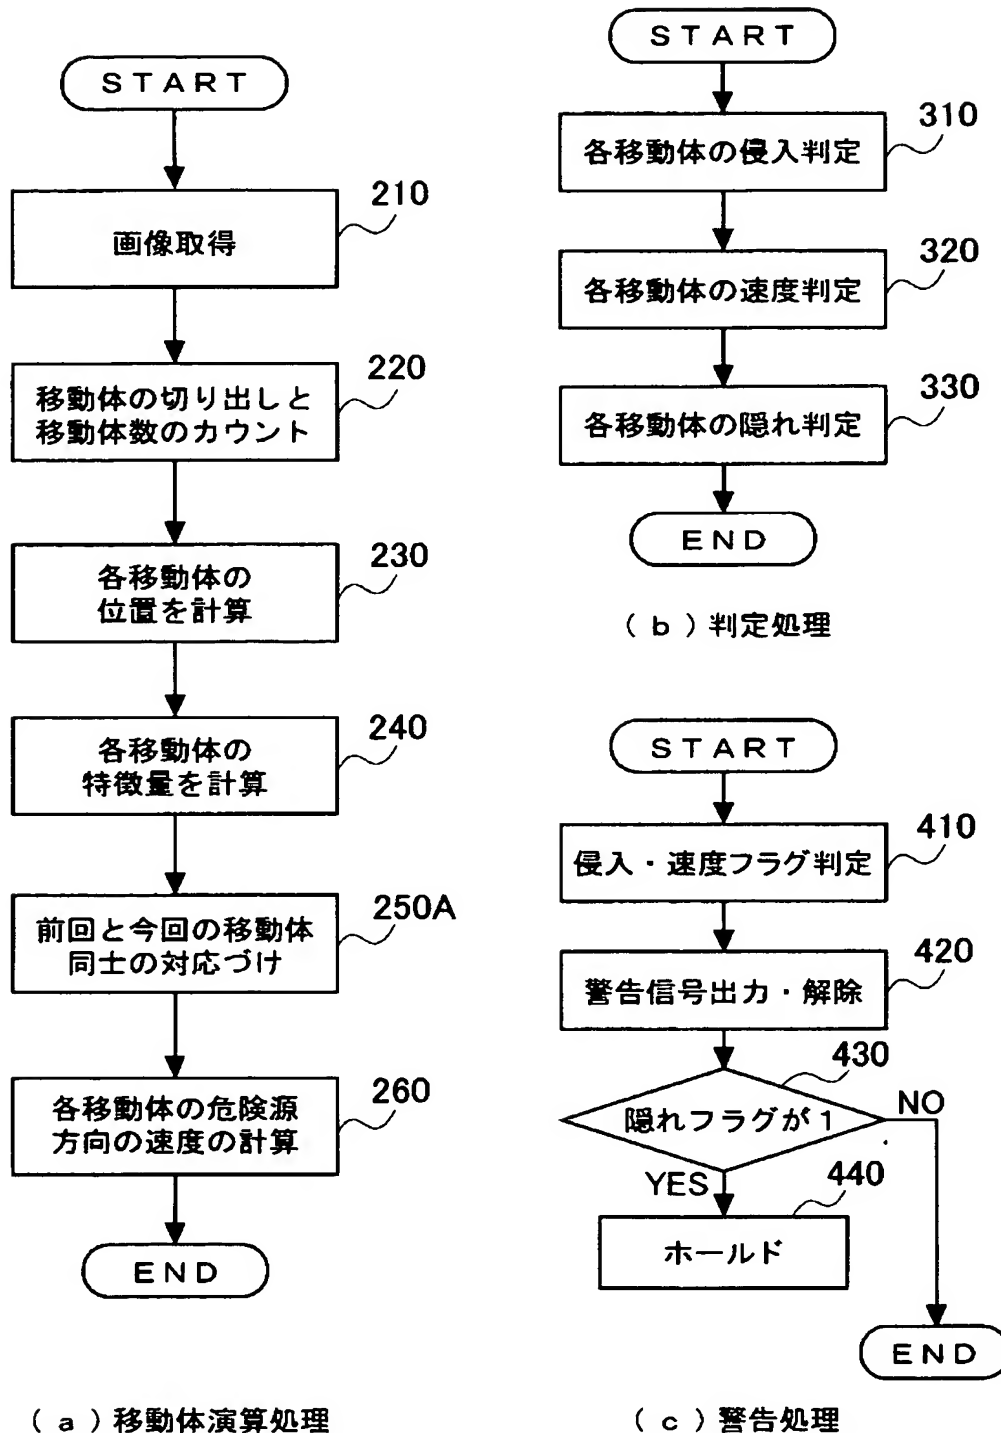 START
210
画像取得
220
移動体の切り出しと
移動体数のカウント
230
各移動体の
位置を計算
240
各移動体の
特徴量を計算
250A
前回と今回の移動体
同士の対応づけ
260
各移動体の危険源
方向の速度の計算
END
(a)移動体演算処理
START
310
各移動体の侵入判定
320
各移動体の速度判定
330
各移動体の隠れ判定
END
(b)判定処理
START
410
侵入・速度フラグ判定
420
警告信号出力・解除
430
隠れフラグが1
NO
YES
440
ホールド
END
(c)警告処理